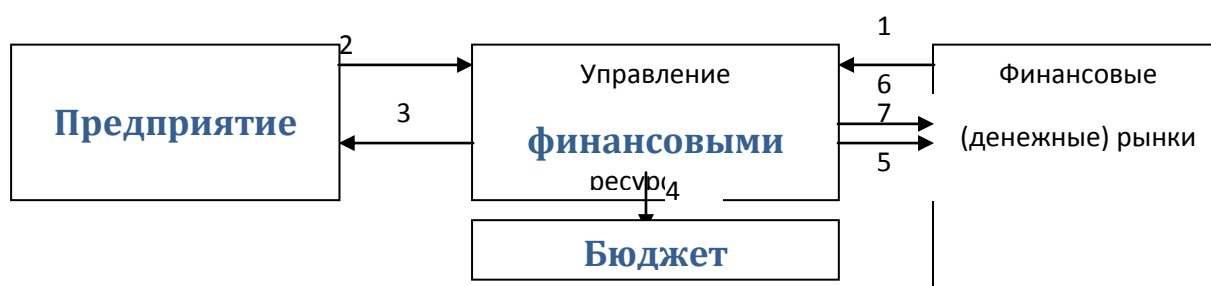 1
2
Управление
Финансовые
6
Предприятие
3
7
финансовыми
(денежные) рынки
5
4
Бюджет